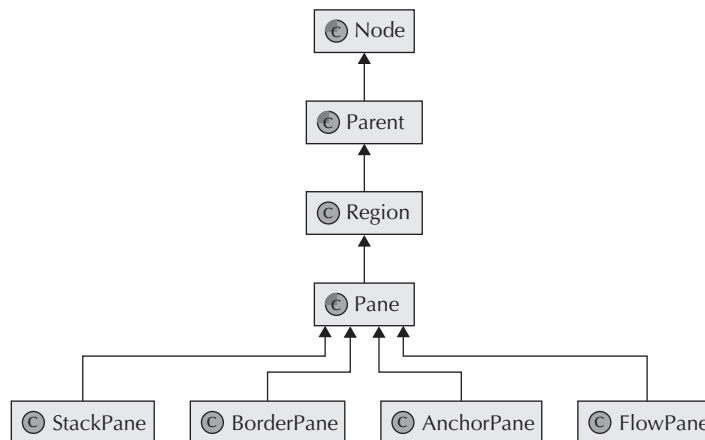 C Node
C Parent
C Region
C Pane
C StackPane
C BorderPane
C AnchorPane
C FlowPane